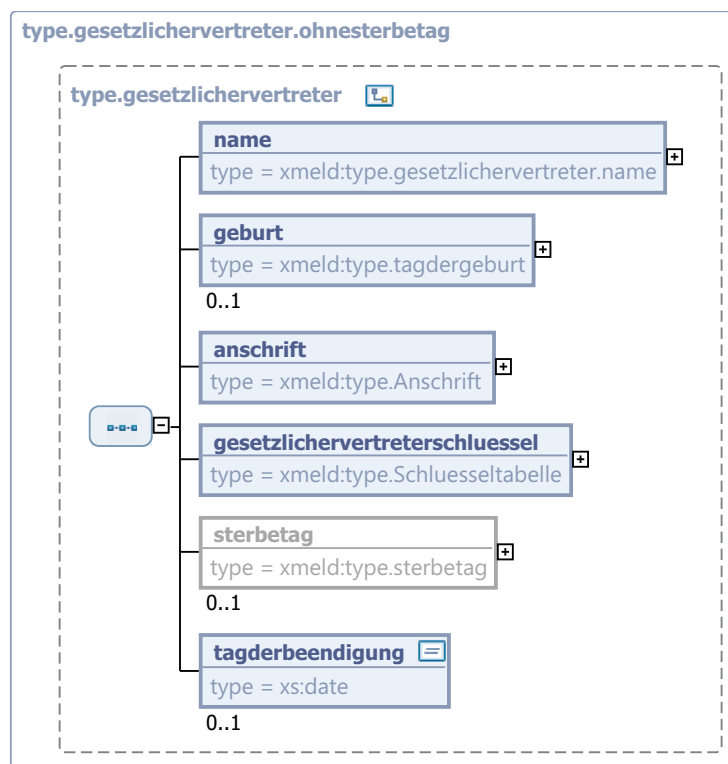 type.gesetzlichervertreter.ohnesterbetag
type.gesetzlichervertreter
name
type = xmeld:type.gesetzlichervertreter.name
geburt
type = xmeld:type.tagdergeburt
0..1
anschrift
type = xmeld:type.Anschrift
gesetzlichervertreterschluessel
type = xmeld:type.Schluesseltabelle
sterbetag
type = xmeld:type.sterbetag
0..1
tagderbeendigung
type = xs:date
0..1